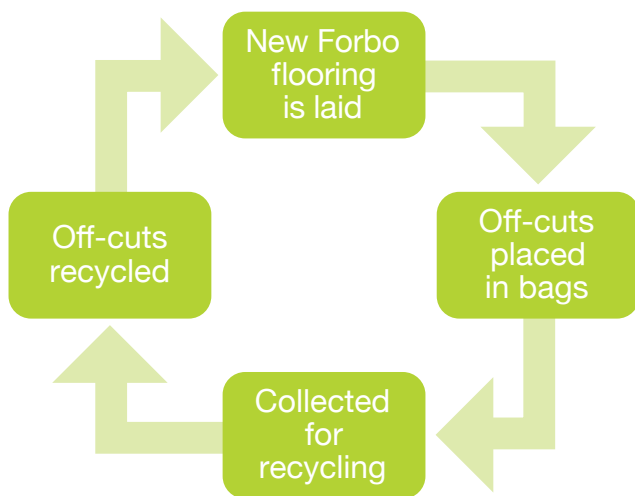 New Forbo
flooring
is laid
Off-cuts
placed
in bags
Collected
for
recycling
Off-cuts
recycled